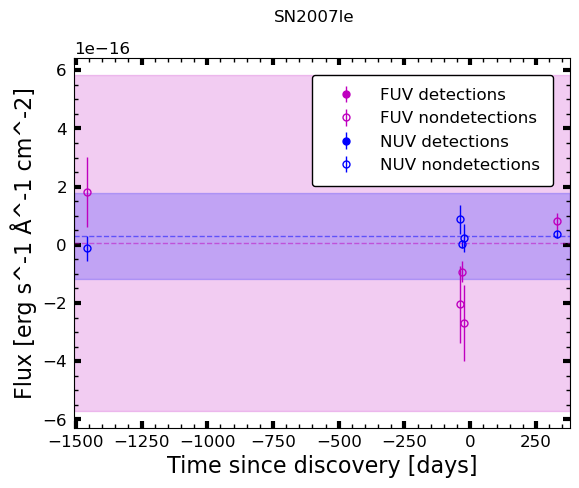 SN2007le
1e−16
6
4
2
0
−2
−4
−6
Flux [erg s^-1 Å^-1 cm^-2]
FUV detections
FUV nondetections
NUV detections
NUV nondetections
−1500 −1250 −1000 −750 −500 −250 0 250
Time since discovery [days]